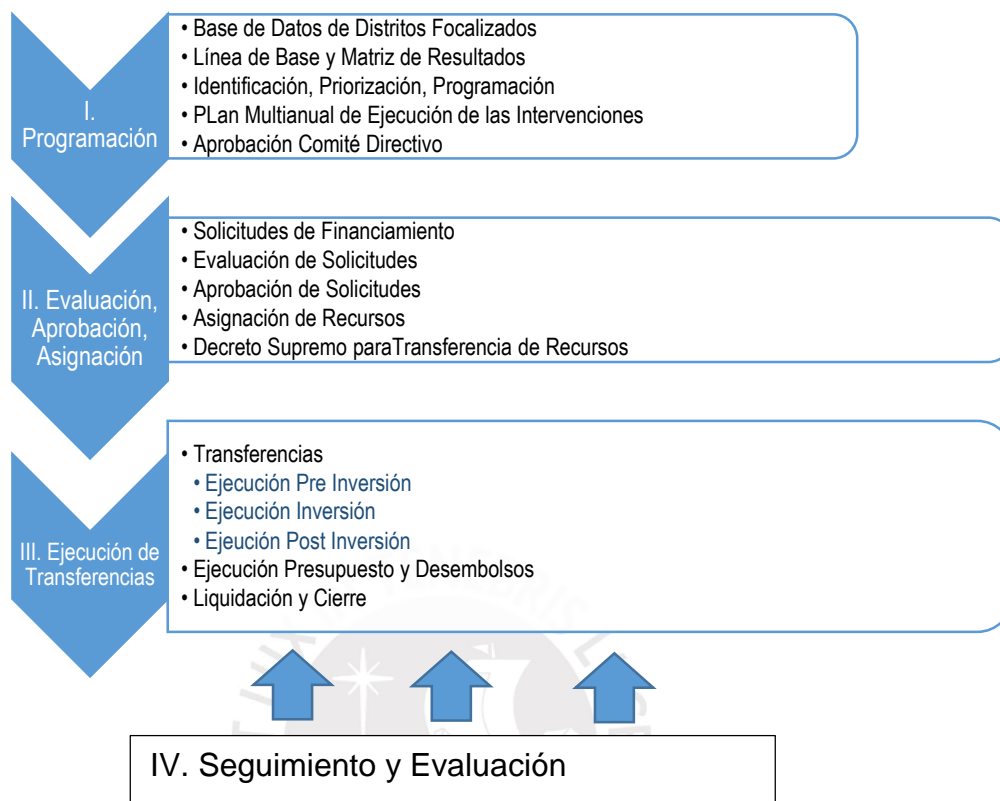 I.
Programación
• Base de Datos de Distritos Focalizados
• Línea de Base y Matriz de Resultados
• Identificación, Priorización, Programación
• PLan Multianual de Ejecución de las Intervenciones
• Aprobación Comité Directivo
II. Evaluación,
Aprobación,
Asignación
• Solicitudes de Financiamiento
• Evaluación de Solicitudes
• Aprobación de Solicitudes
• Asignación de Recursos
• Decreto Supremo paraTransferencia de Recursos
III. Ejecución de
Transferencias
• Transferencias
• Ejecución Pre Inversión
• Ejecución Inversión
• Ejeución Post Inversión
• Ejecución Presupuesto y Desembolsos
• Liquidación y Cierre
IV. Seguimiento y Evaluación